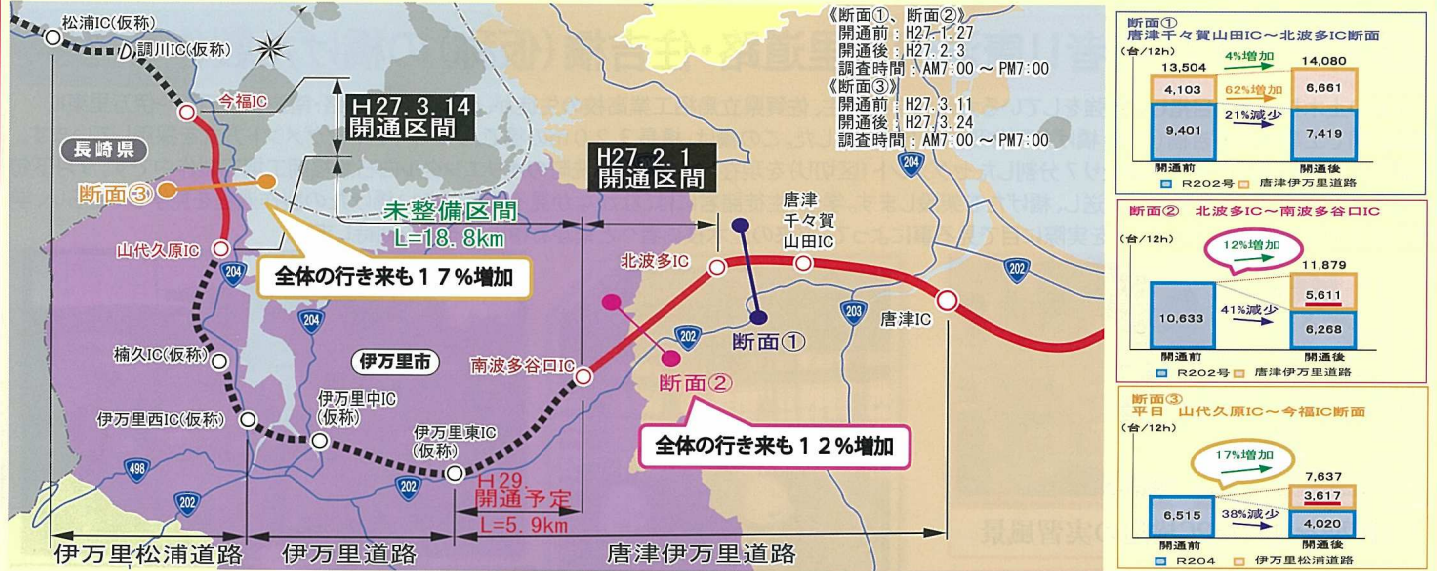 松浦IC(仮称)
調川IC(仮称)
今福IC
H27.3.14
開通区間
長崎県
断面③
未整備区間
L=18.8km
山代久原IC
204
全体の行き来も17%増加
204
楠久IC(仮称)
伊万里市
伊万里西IC(仮称)
伊万里中IC
(仮称)
伊万里東IC
(仮称)
498
202
202
H29.
開通予定
L=5.9km
伊万里松浦道路
伊万里道路
唐津伊万里道路
《断面①、断面②》
開通前：H27.1.27
開通後：H27.2.3
調査時間：AM7:00～PM7:00
《断面③》
開通前：H27.3.11
開通後：H27.3.24
調査時間：AM7:00～PM7:00
204
H27.2.1
開通区間
唐津
千々賀
山田IC
北波多IC
202
203
唐津IC
202
断面①
南波多谷口IC
断面②
全体の行き来も12%増加
断面①
唐津千々賀山田IC～北波多IC断面
(台/12h)
4%増加
13,504
14,080
4,103
62%増加
6,661
9,401
21%減少
7,419
開通前
開通後
R202号
唐津伊万里道路
断面② 北波多IC～南波多谷口IC
(台/12h)
12%増加
11,879
5,611
10,633
41%減少
6,268
開通前
開通後
R202号
唐津伊万里道路
断面③
平日 山代久原IC～今福IC断面
(台/12h)
17%増加
7,637
3,617
6,515
38%減少
4,020
開通前
開通後
R204
伊万里松浦道路